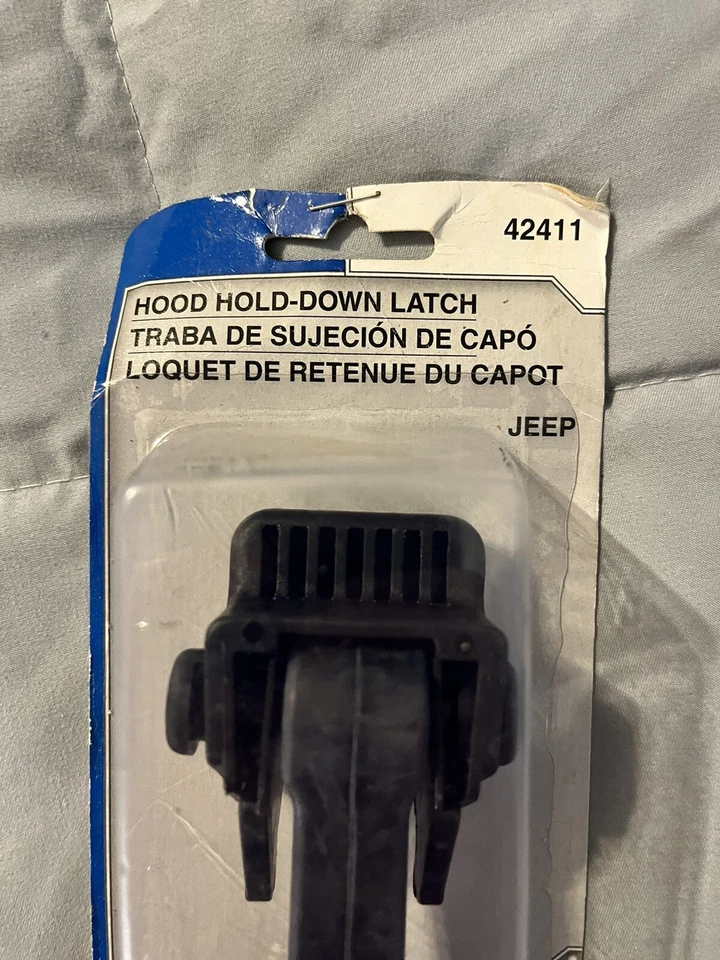 42411
HOOD HOLD-DOWN LATCH
TRABA DE SUJECIÓN DE CAPÓ
LOQUET DE RETENUE DU CAPOT
JEEP